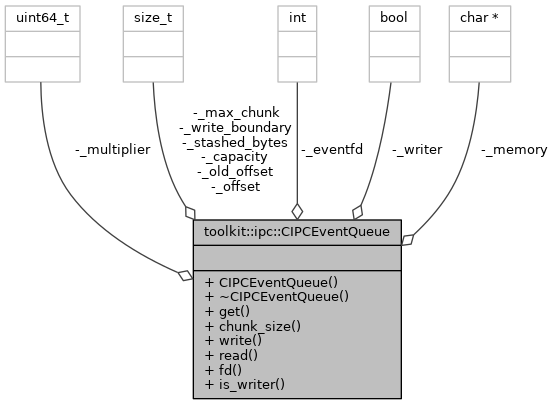 uint64_t
size_t
int
bool
char *
-_max_chunk
-_write_boundary
-_stashed_bytes
-_capacity
-_old_offset
-_offset
-_multiplier
-_eventfd
-_writer
-_memory
toolkit::ipc::CIPCEventQueue
+ CIPCEventQueue()
+ ~CIPCEventQueue()
+ get()
+ chunk_size()
+ write()
+ read()
+ fd()
+ is_writer()